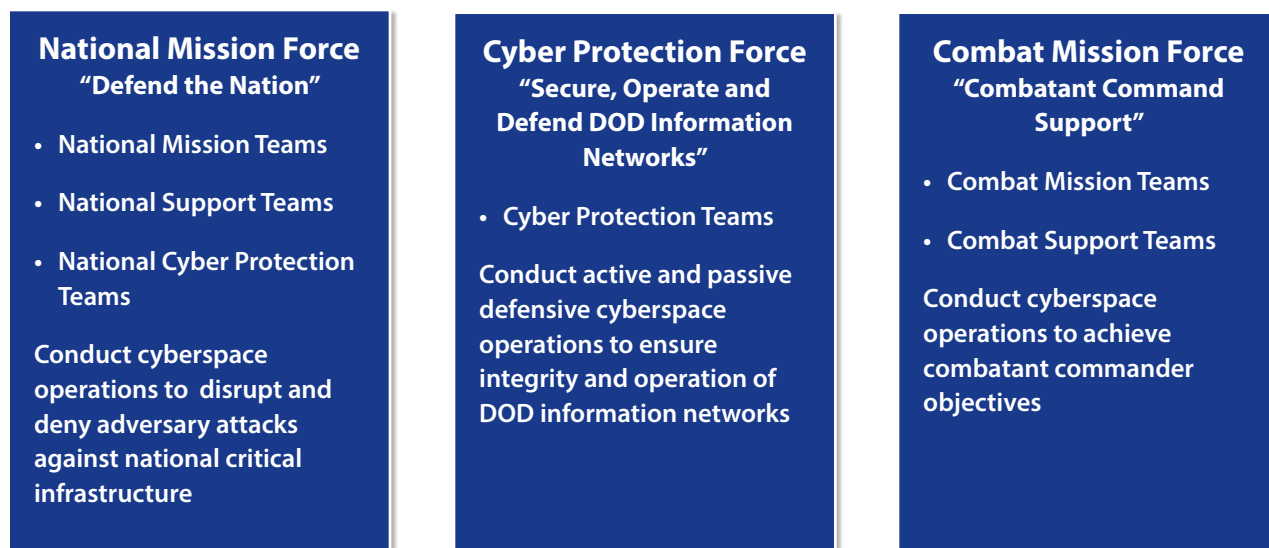 National Mission Force
“Defend the Nation”
• National Mission Teams
• National Support Teams
• National Cyber Protection
Teams
Conduct cyberspace
operations to disrupt and
deny adversary attacks
against national critical
infrastructure
Cyber Protection Force
“Secure, Operate and
Defend DOD Information
Networks”
• Cyber Protection Teams
Conduct active and passive
defensive cyberspace
operations to ensure
integrity and operation of
DOD information networks
Combat Mission Force
“Combatant Command
Support”
• Combat Mission Teams
• Combat Support Teams
Conduct cyberspace
operations to achieve
combatant commander
objectives